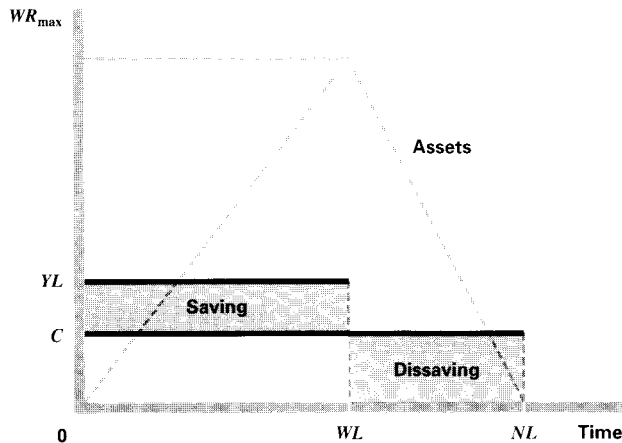 WRmax
Assets
YL
Saving
C
Dissaving
0
WL
NL
Time